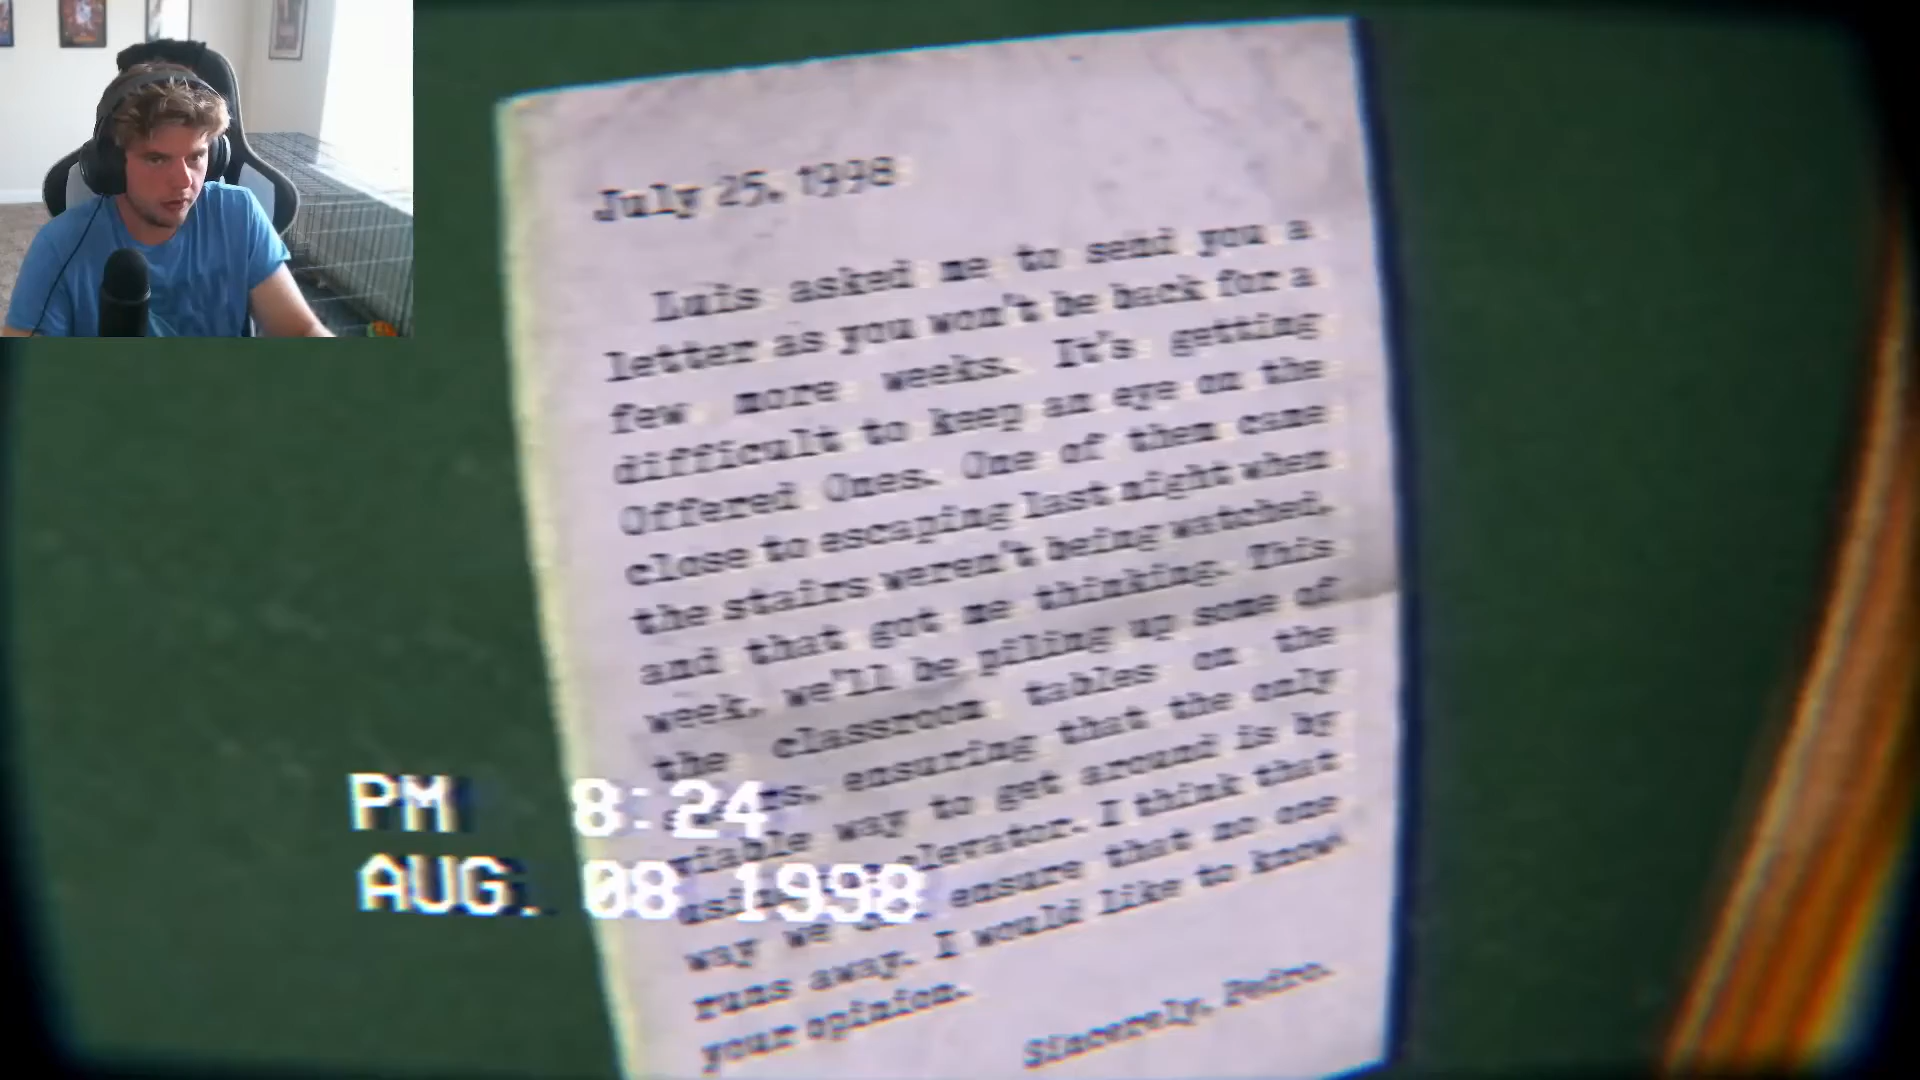 July 25, 1998
Luis asked me to send you a
letter as you won't be back for a
few more weeks. It's getting
difficult to keep an eye on the
Offered Ones. One of them came
close to escaping last night when
the stairs weren't being watched,
and that got me thinking. This
week, we'll be piling up some of
the classroom tables on the
ensuring that the only
viable way to get around is by
elevator. I think that
way we can ensure that no one
runs away. I would like to know
your opinion.
Sincerely, Pedro.
PM 8:24
AUG. 08 1998